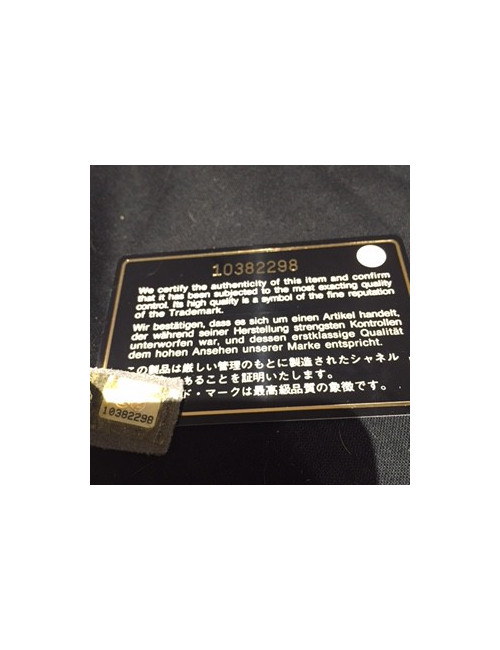 10382298
We certify the authenticity of this item and confirm
that it has been subjected to the most exacting quality
control. Its high quality is a symbol of the fine reputation
of the Trademark.
Wir bestätigen, dass es sich um einen Artikel handelt,
der während seiner Herstellung strengsten Kontrollen
unterworfen war, und dessen erstklassige Qualität
dem hohen Ansehen unserer Marke entspricht.
この製品は厳しい管理のもとに製造されたシャネル・
あることを証明いたします。
ド・マークは最高級品質の象徴です。
10382298